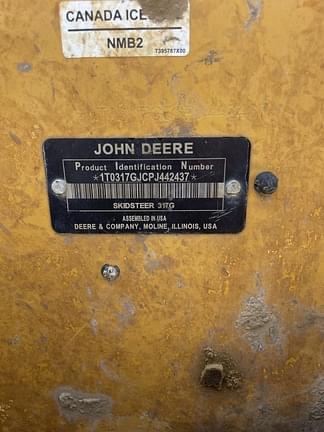 CANADA ICE
NMB2
T395787X00
JOHN DEERE
Product Identification Number
*1T0317GJCPJ442437*
SKIDSTEER 317G
ASSEMBLED IN USA
DEERE & COMPANY, MOLINE, ILLINOIS, USA